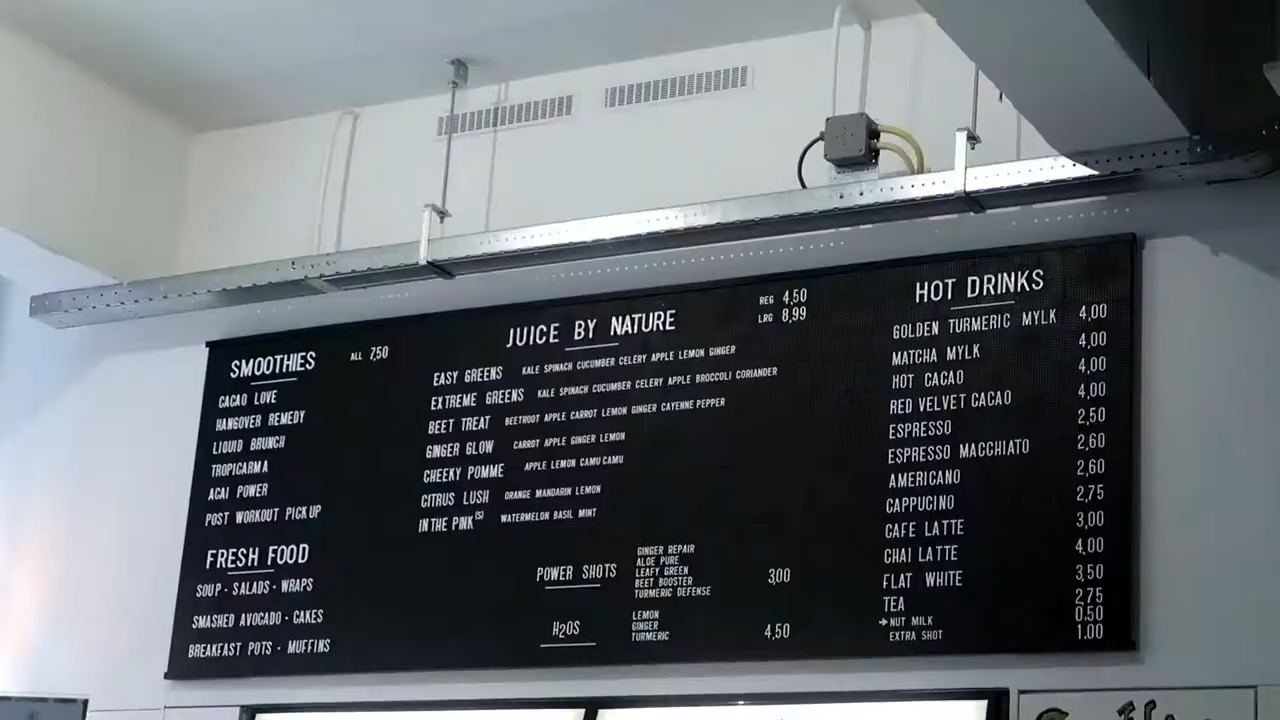 SMOOTHIES ALL 7,50
CACAO LOVE
HANGOVER REMEDY
LIQUID BRUNCH
TROPICARMA
ACAI POWER
POST WORKOUT PICK UP
FRESH FOOD
SOUP · SALADS · WRAPS
SMASHED AVOCADO · CAKES
BREAKFAST POTS · MUFFINS
JUICE BY NATURE
REG 4,50
LRG 8,99
EASY GREENS KALE SPINACH CUCUMBER CELERY APPLE LEMON GINGER
EXTREME GREENS KALE SPINACH CUCUMBER CELERY APPLE BROCCOLI CORIANDER
BEET TREAT BEETROOT APPLE CARROT LEMON GINGER CAYENNE PEPPER
GINGER GLOW CARROT APPLE GINGER LEMON
CHEEKY POMME APPLE LEMON CAMU CAMU
CITRUS LUSH ORANGE MANDARIN LEMON
IN THE PINK (S) WATERMELON BASIL MINT
POWER SHOTS
GINGER REPAIR
ALOE PURE
LEAFY GREEN
BEET BOOSTER
TURMERIC DEFENSE
3,00
H2OS
LEMON
GINGER
TURMERIC
4,50
HOT DRINKS
GOLDEN TURMERIC MYLK 4,00
MATCHA MYLK 4,00
HOT CACAO 4,00
RED VELVET CACAO 4,00
ESPRESSO 2,50
ESPRESSO MACCHIATO 2,60
AMERICANO 2,60
CAPPUCINO 2,75
CAFE LATTE 3,00
CHAI LATTE 4,00
FLAT WHITE 3,50
TEA 2,75
→NUT MILK 0.50
EXTRA SHOT 1.00